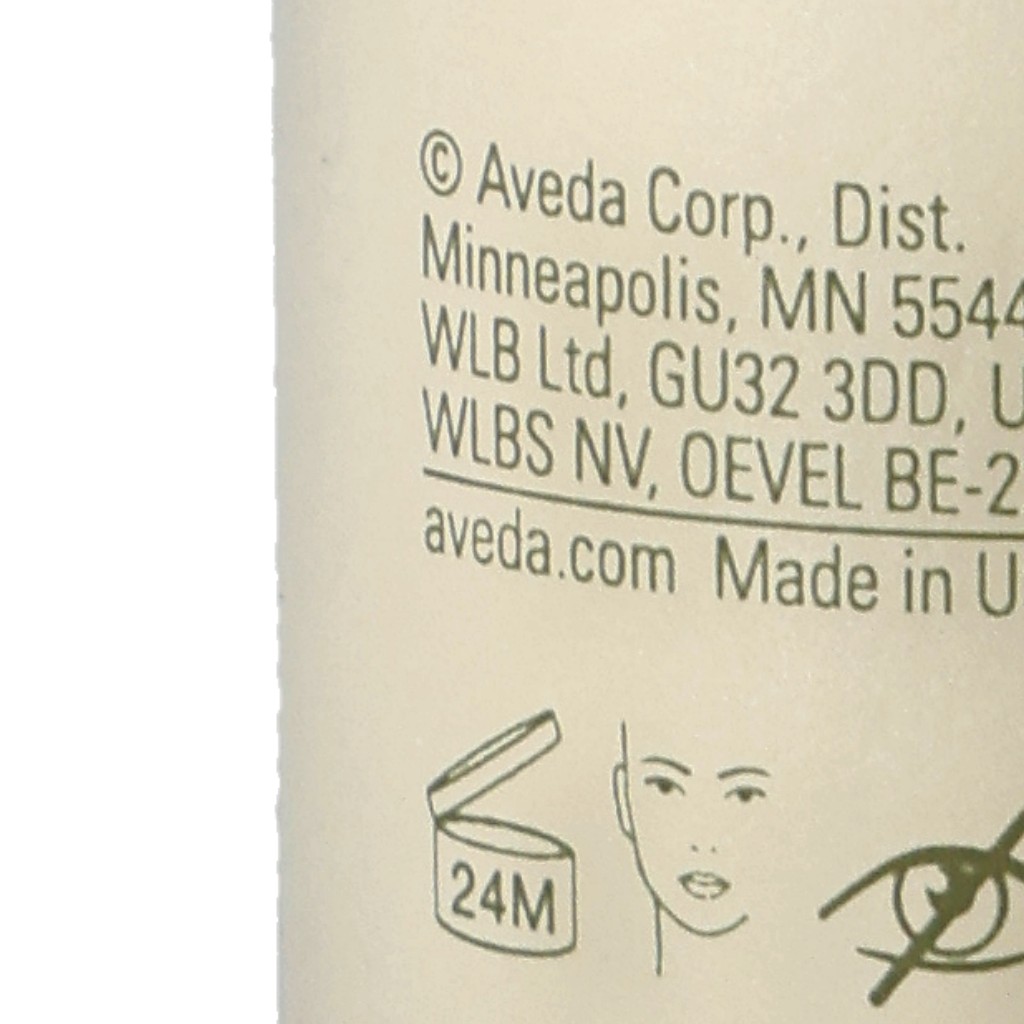 © Aveda Corp., Dist.
Minneapolis, MN 5544
WLB Ltd, GU32 3DD, U
WLBS NV, OEVEL BE-2
aveda.com Made in U
24M